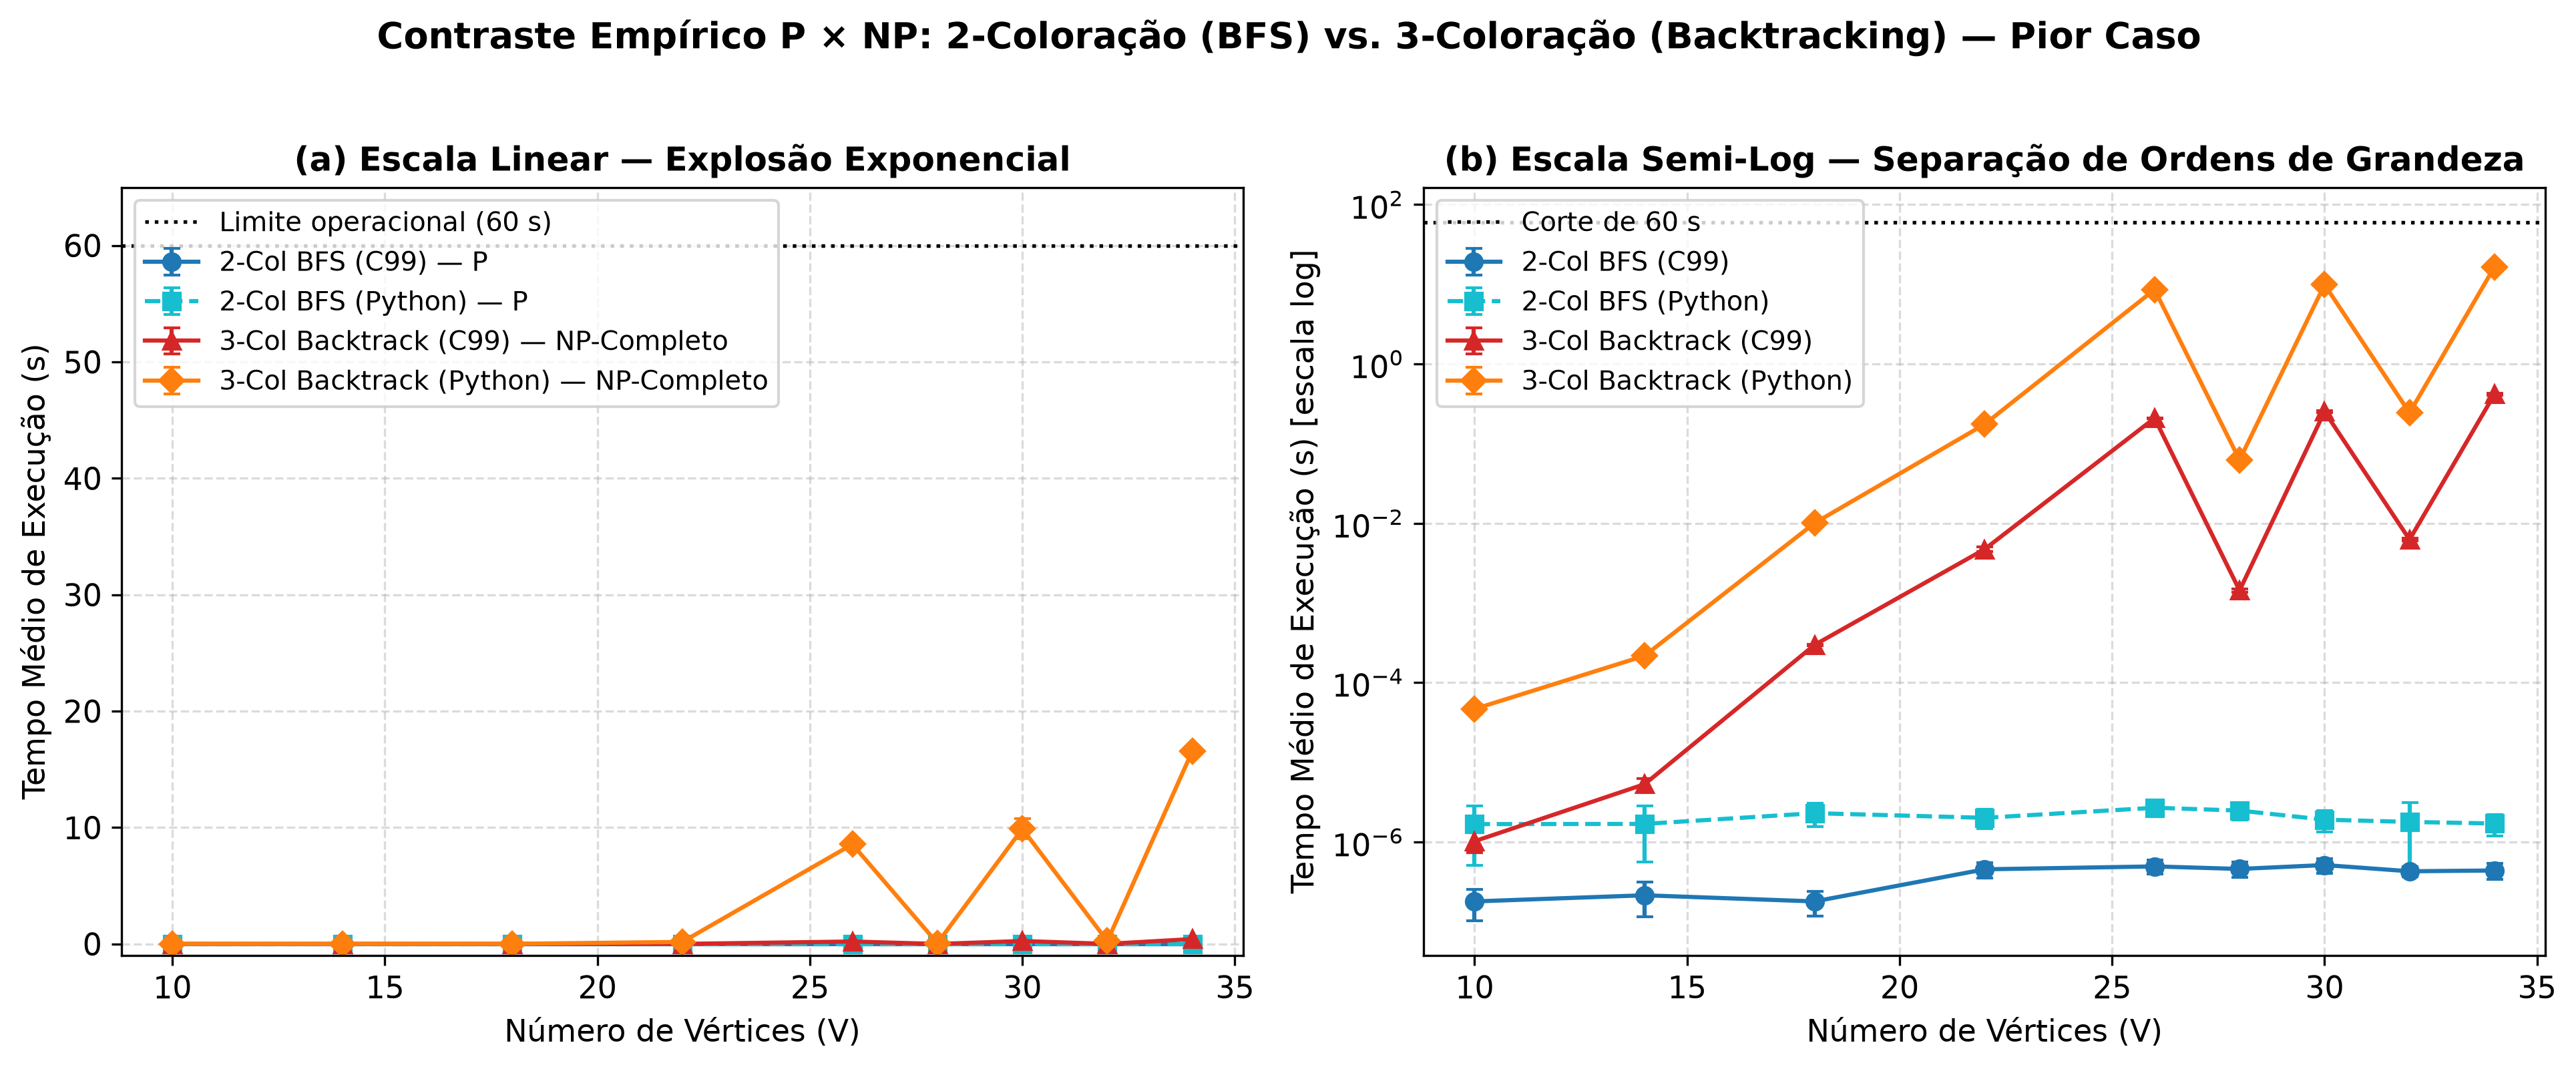 Contraste Empírico P × NP: 2-Coloração (BFS) vs. 3-Coloração (Backtracking) — Pior Caso
(a) Escala Linear — Explosão Exponencial
Tempo Médio de Execução (s)
60
50
40
30
20
10
0
Limite operacional (60 s)
2-Col BFS (C99) — P
2-Col BFS (Python) — P
3-Col Backtrack (C99) — NP-Completo
3-Col Backtrack (Python) — NP-Completo
10 15 20 25 30 35
Número de Vértices (V)
(b) Escala Semi-Log — Separação de Ordens de Grandeza
Tempo Médio de Execução (s) [escala log]
10²
10⁰
10⁻²
10⁻⁴
10⁻⁶
Corte de 60 s
2-Col BFS (C99)
2-Col BFS (Python)
3-Col Backtrack (C99)
3-Col Backtrack (Python)
10 15 20 25 30 35
Número de Vértices (V)